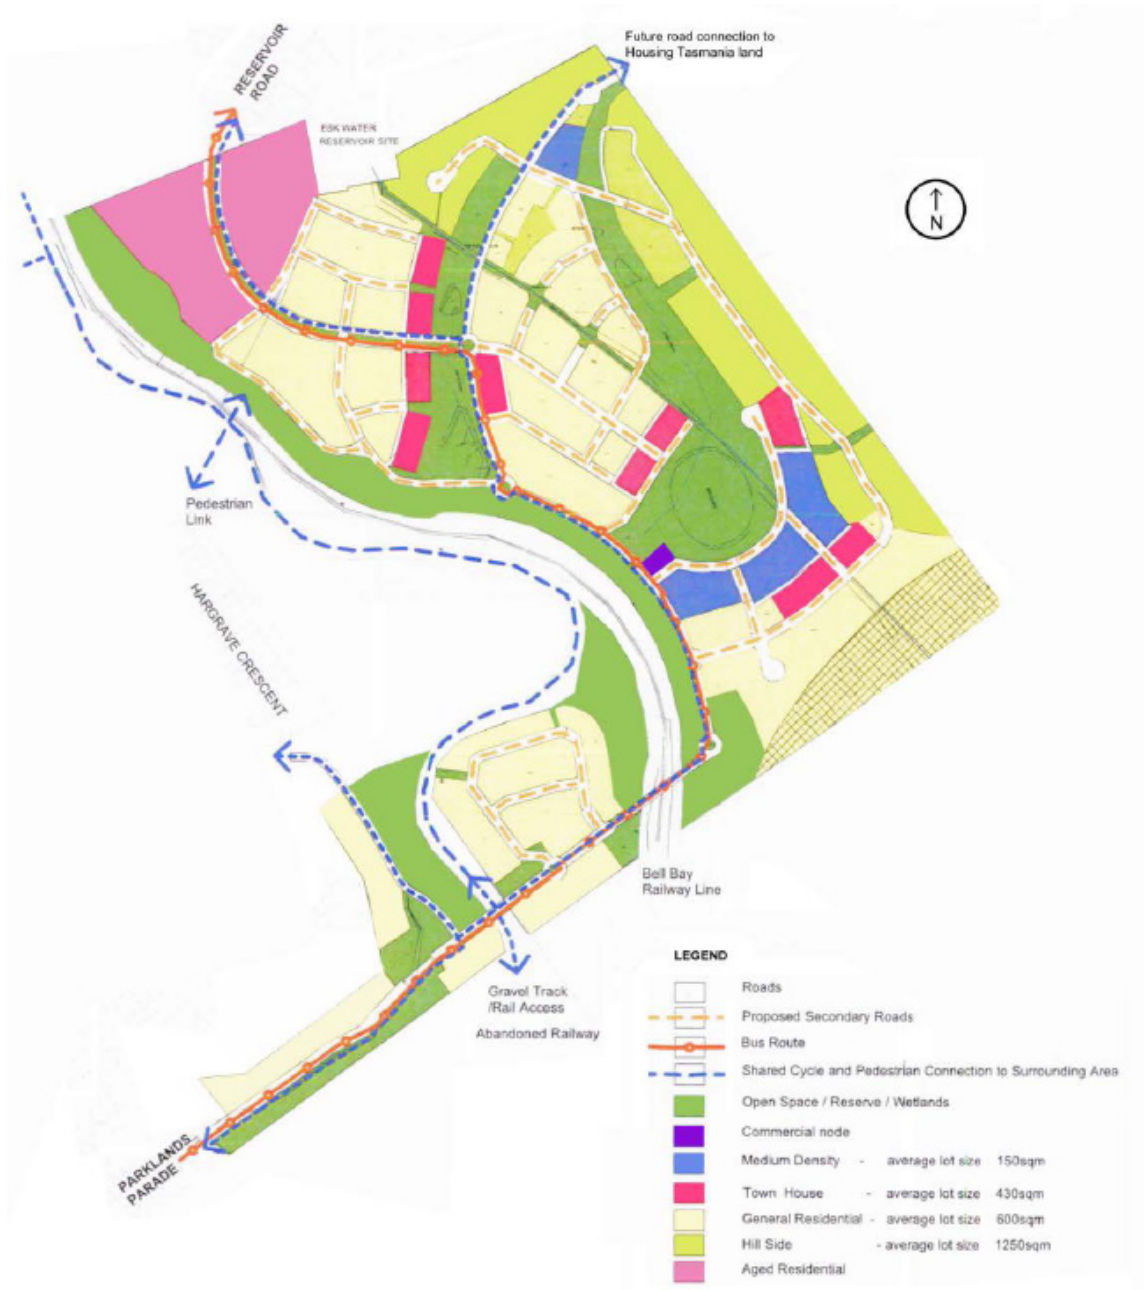 Future road connection to
Housing Tasmania land
RESERVOIR
ROAD
ESK WATER
RESERVOIR SITE
N
Pedestrian
Link
HARGRAVE CRESCENT
Bell Bay
Railway Line
Gravel Track
/Rail Access
Abandoned Railway
PARKLANDS
PARADE
LEGEND
Roads
Proposed Secondary Roads
Bus Route
Shared Cycle and Pedestrian Connection to Surrounding Area
Open Space / Reserve / Wetlands
Commercial node
Medium Density - average lot size 150sqm
Town House - average lot size 430sqm
General Residential - average lot size 600sqm
Hill Side - average lot size 1250sqm
Aged Residential